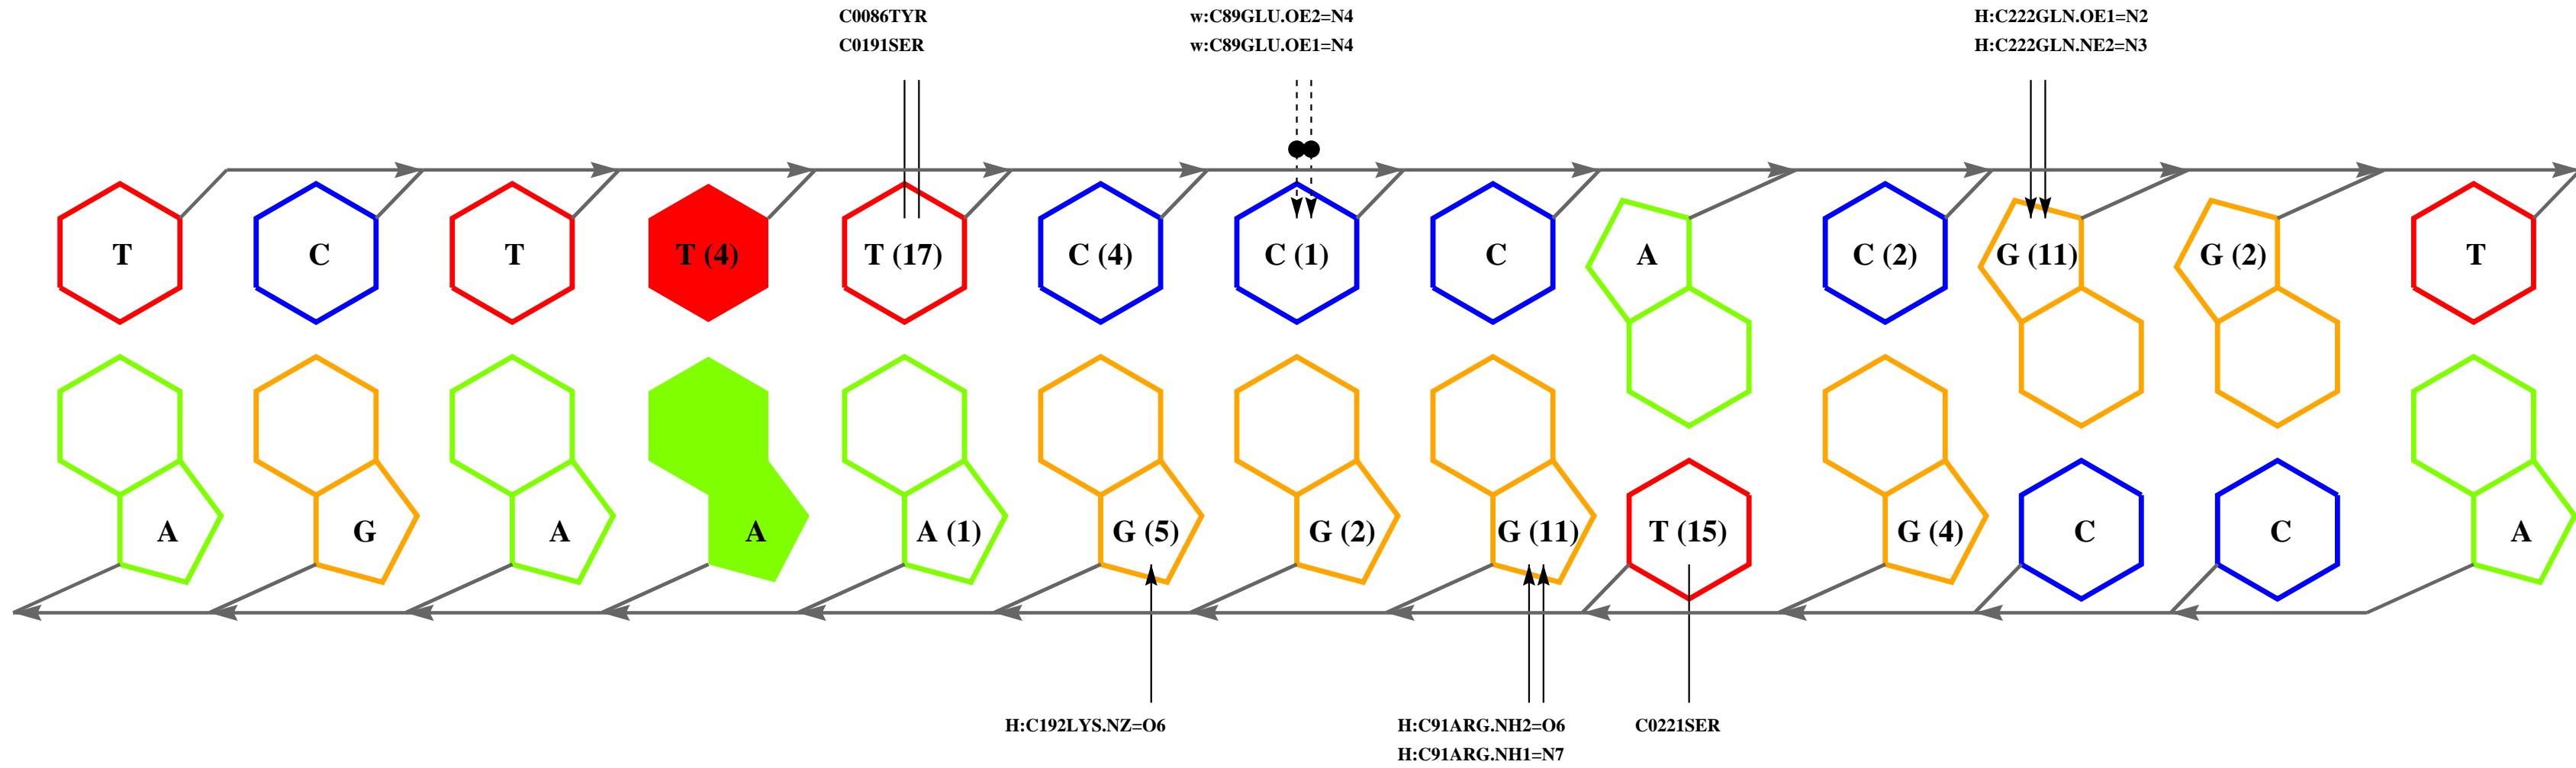 C0086TYR w:C89GLU.OE2=N4 H:C222GLN.OE1=N2
C0191SER w:C89GLU.OE1=N4 H:C222GLN.NE2=N3
T C T T (4) T (17) C (4) C (1) C A C (2) G (11) G (2) T
A G A A A (1) G (5) G (2) G (11) T (15) G (4) C C A
H:C192LYS.NZ=O6 H:C91ARG.NH2=O6 C0221SER
H:C91ARG.NH1=N7